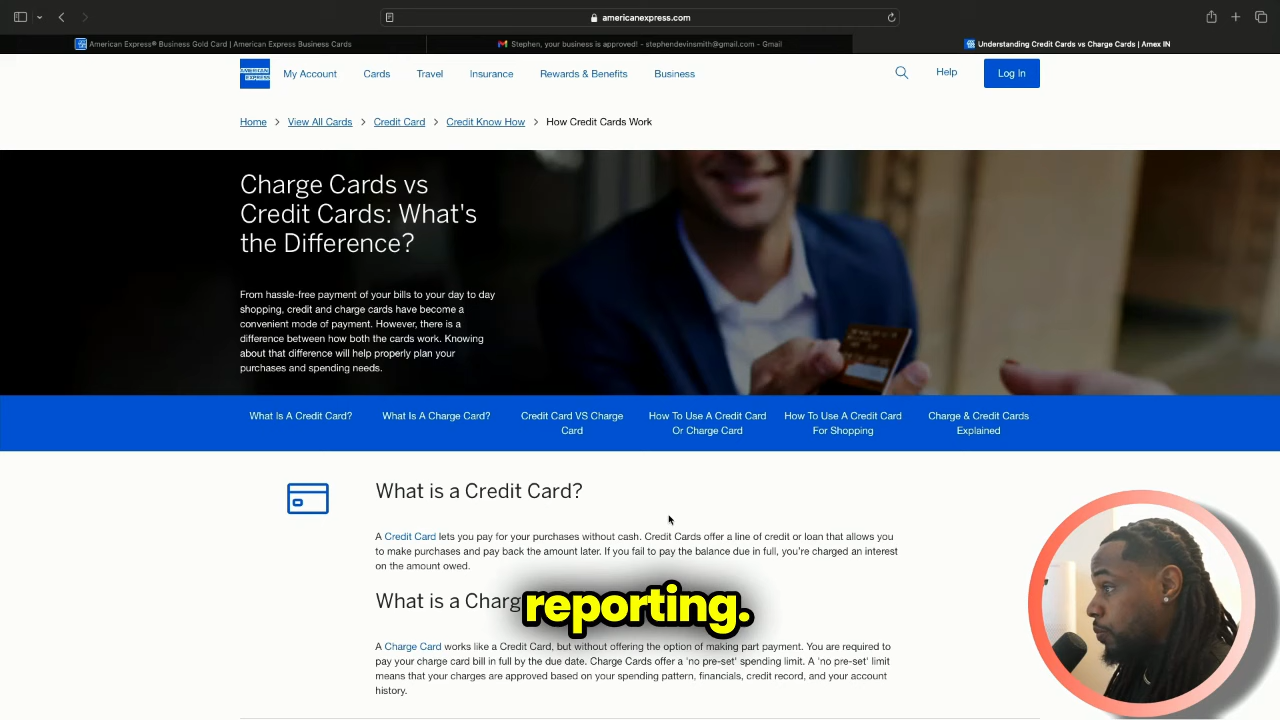 americanexpress.com
American Express® Business Gold Card | American Express Business Cards
Stephen, your business is approved! - stephendevinsmith@gmail.com - Gmail
Understanding Credit Cards vs Charge Cards | Amex IN
AMERICAN
EXPRESS
My Account
Cards
Travel
Insurance
Rewards & Benefits
Business
Help
Log In
Home
View All Cards
Credit Card
Credit Know How
How Credit Cards Work
Charge Cards vs
Credit Cards: What's
the Difference?
From hassle-free payment of your bills to your day to day
shopping, credit and charge cards have become a
convenient mode of payment. However, there is a
difference between how both the cards work. Knowing
about that difference will help properly plan your
purchases and spending needs.
What Is A Credit Card?
What Is A Charge Card?
Credit Card VS Charge
Card
How To Use A Credit Card
Or Charge Card
How To Use A Credit Card
For Shopping
Charge & Credit Cards
Explained
What is a Credit Card?
A Credit Card lets you pay for your purchases without cash. Credit Cards offer a line of credit or loan that allows you
to make purchases and pay back the amount later. If you fail to pay the balance due in full, you're charged an interest
on the amount owed.
What is a Charg
reporting.
A Charge Card works like a Credit Card, but without offering the option of making part payment. You are required to
pay your charge card bill in full by the due date. Charge Cards offer a 'no pre-set' spending limit. A 'no pre-set' limit
means that your charges are approved based on your spending pattern, financials, credit record, and your account
history.